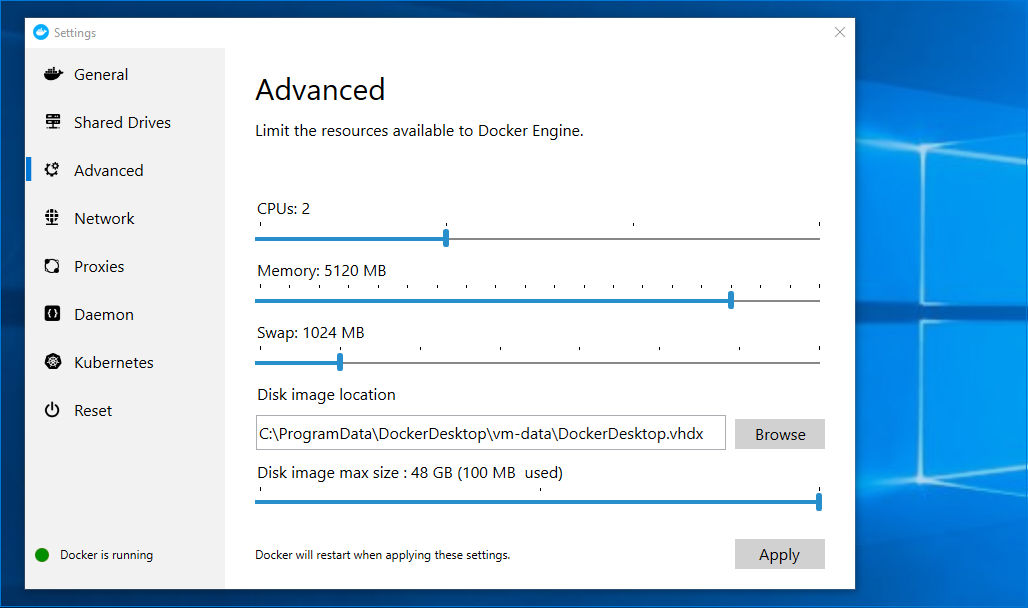 Settings
General
Shared Drives
Advanced
Network
Proxies
Daemon
Kubernetes
Reset
Docker is running
Advanced
Limit the resources available to Docker Engine.
CPUs: 2
Memory: 5120 MB
Swap: 1024 MB
Disk image location
C:\ProgramData\DockerDesktop\vm-data\DockerDesktop.vhdx
Browse
Disk image max size : 48 GB (100 MB  used)
Docker will restart when applying these settings.
Apply